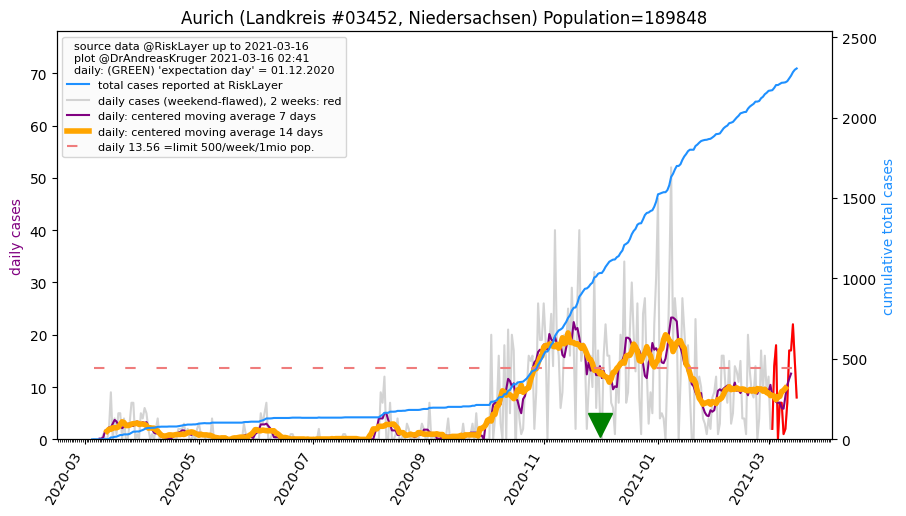 Aurich (Landkreis #03452, Niedersachsen) Population=189848
source data @RiskLayer up to 2021-03-16
plot @DrAndreasKruger 2021-03-16 02:41
daily: (GREEN) 'expectation day' = 01.12.2020
total cases reported at RiskLayer
daily cases (weekend-flawed), 2 weeks: red
daily: centered moving average 7 days
daily: centered moving average 14 days
daily 13.56 =limit 500/week/1mio pop.
daily cases
70
60
50
40
30
20
10
0
2500
2000
1500
1000
500
0
cumulative total cases
2020-03
2020-05
2020-07
2020-09
2020-11
2021-01
2021-03